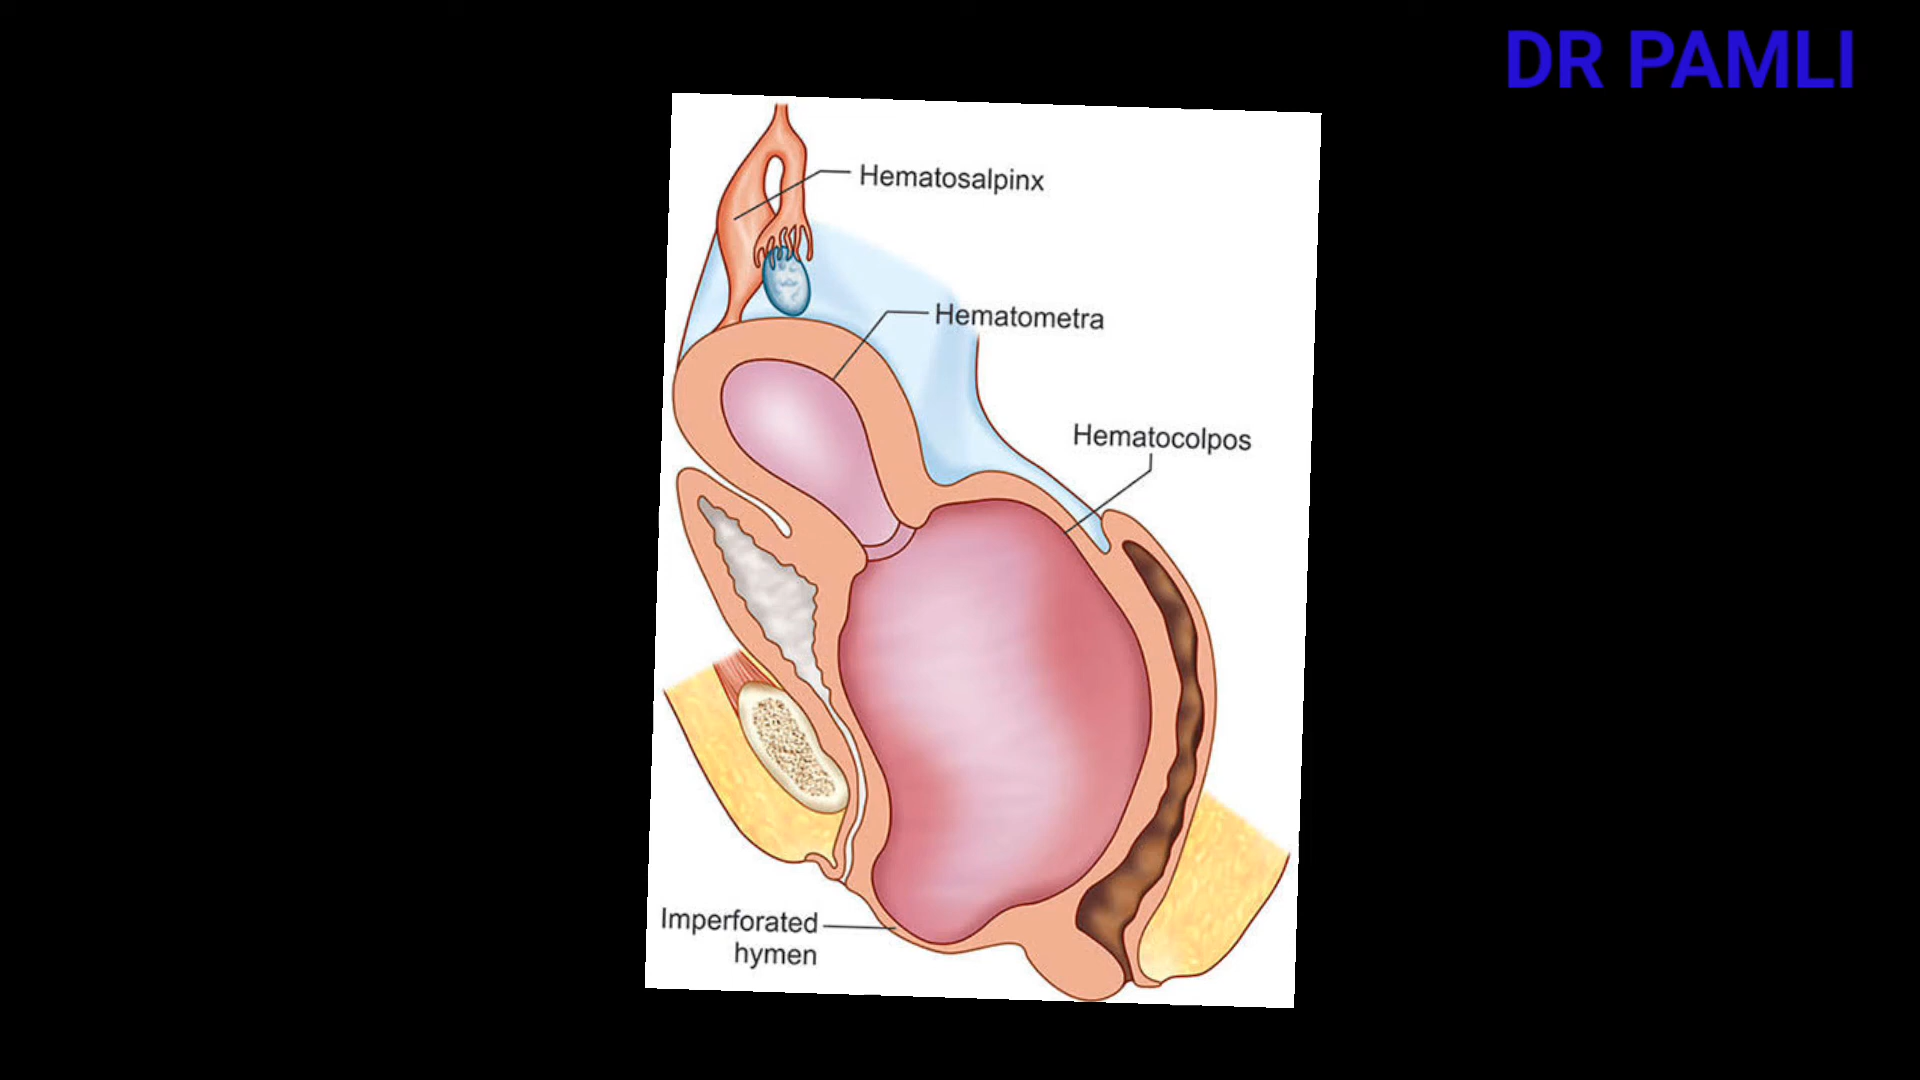 DR PAMLI
Hematosalpinx
Hematometra
Hematocolpos
Imperforated
hymen